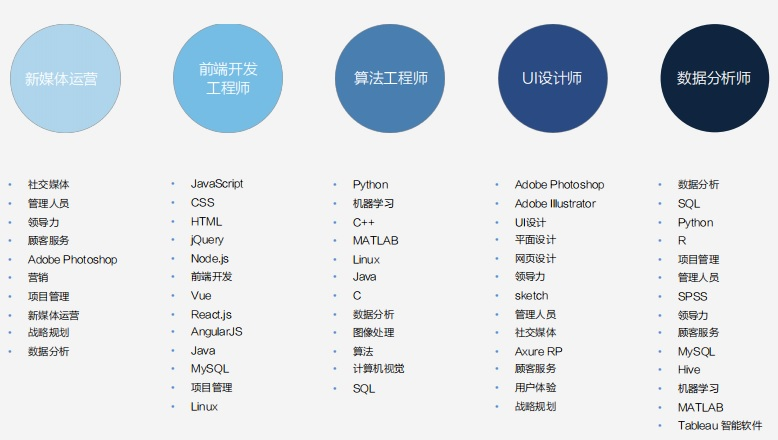 新媒体运营
前端开发
工程师
算法工程师
UI设计师
数据分析师
社交媒体
管理人员
领导力
顾客服务
Adobe Photoshop
营销
项目管理
新媒体运营
战略规划
数据分析
JavaScript
CSS
HTML
jQuery
Node.js
前端开发
Vue
React.js
AngularJS
Java
MySQL
项目管理
Linux
Python
机器学习
C++
MATLAB
Linux
Java
C
数据分析
图像处理
算法
计算机视觉
SQL
Adobe Photoshop
Adobe Illustrator
UI设计
平面设计
网页设计
领导力
sketch
管理人员
社交媒体
Axure RP
顾客服务
用户体验
战略规划
数据分析
SQL
Python
R
项目管理
管理人员
SPSS
领导力
顾客服务
MySQL
Hive
机器学习
MATLAB
Tableau 智能软件